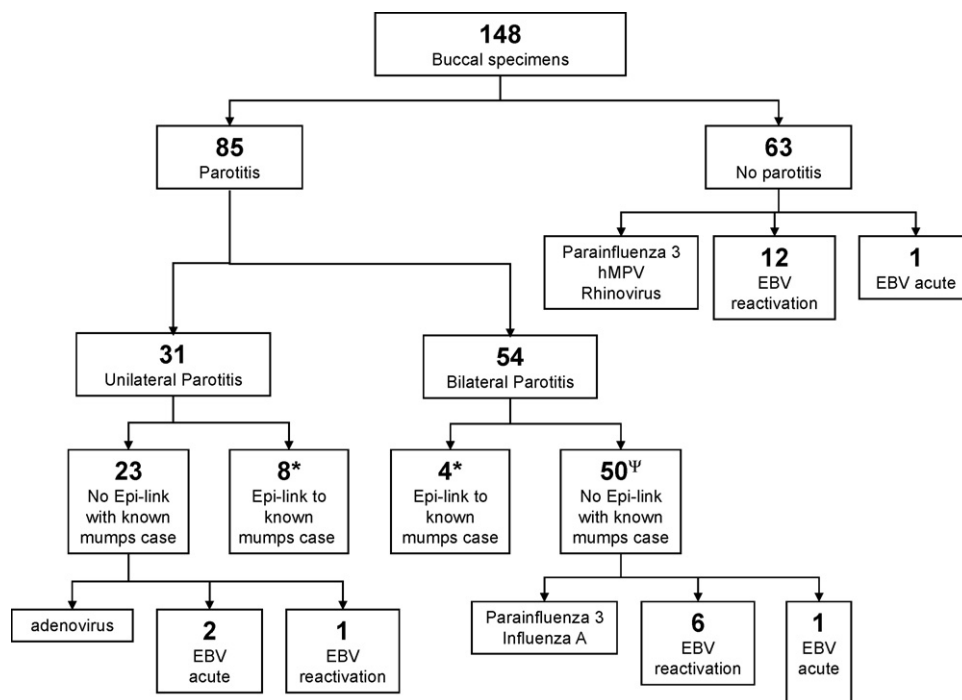 148
Buccal specimens
85
Parotitis
63
No parotitis
Parainfluenza 3
hMPV
Rhinovirus
12
EBV
reactivation
1
EBV acute
31
Unilateral Parotitis
54
Bilateral Parotitis
23
No Epi-link
with known
mumps case
8*
Epi-link to
known
mumps case
4*
Epi-link to
known
mumps case
50Ψ
No Epi-link
with known
mumps case
adenovirus
2
EBV
acute
1
EBV
reactivation
Parainfluenza 3
Influenza A
6
EBV
reactivation
1
EBV
acute